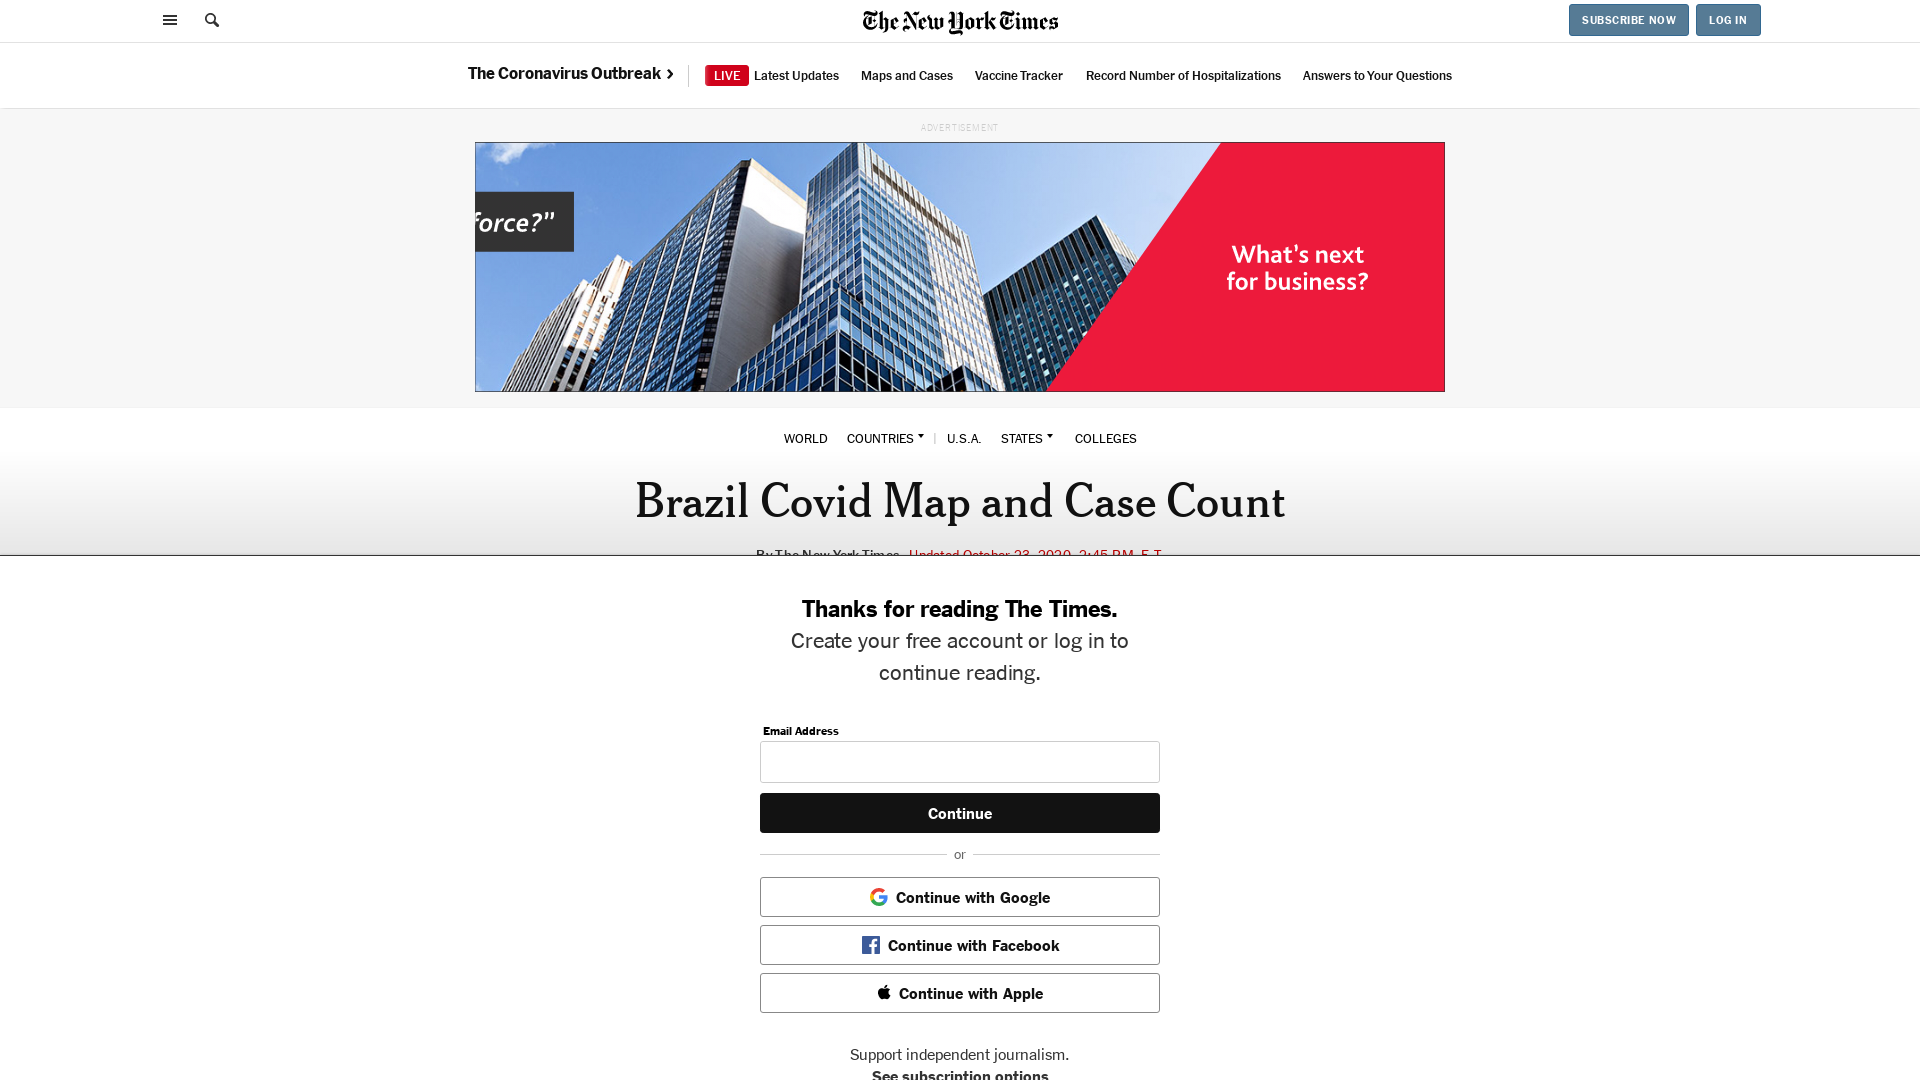 The New York Times
SUBSCRIBE NOW
LOG IN
The Coronavirus Outbreak
LIVE Latest Updates
Maps and Cases
Vaccine Tracker
Record Number of Hospitalizations
Answers to Your Questions
ADVERTISEMENT
force?"
What's next
for business?
WORLD
COUNTRIES
U.S.A.
STATES
COLLEGES
Brazil Covid Map and Case Count
By The New York Times Updated October 23, 2020, 2:45 P.M. E.T.
Thanks for reading The Times.
Create your free account or log in to
continue reading.
Email Address
Continue
or
Continue with Google
Continue with Facebook
Continue with Apple
Support independent journalism.
See subscription options